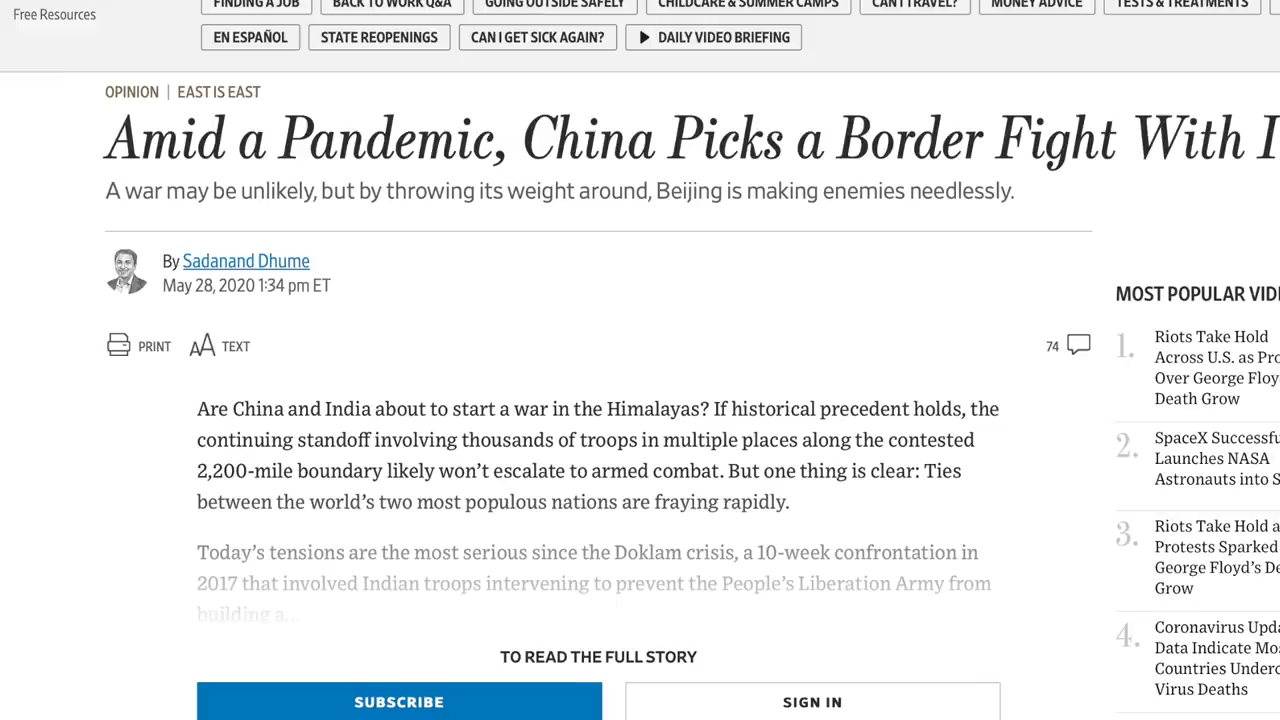 Free Resources
FINDING A JOB
BACK TO WORK Q&A
GOING OUTSIDE SAFELY
CHILDCARE & SUMMER CAMPS
CAN I TRAVEL?
MONEY ADVICE
TESTS & TREATMENTS
EN ESPAÑOL
STATE REOPENINGS
CAN I GET SICK AGAIN?
DAILY VIDEO BRIEFING
OPINION | EAST IS EAST
Amid a Pandemic, China Picks a Border Fight With I
A war may be unlikely, but by throwing its weight around, Beijing is making enemies needlessly.
By Sadanand Dhume
May 28, 2020 1:34 pm ET
PRINT
AA TEXT
74
Are China and India about to start a war in the Himalayas? If historical precedent holds, the
continuing standoff involving thousands of troops in multiple places along the contested
2,200-mile boundary likely won’t escalate to armed combat. But one thing is clear: Ties
between the world’s two most populous nations are fraying rapidly.
Today’s tensions are the most serious since the Doklam crisis, a 10-week confrontation in
2017 that involved Indian troops intervening to prevent the People’s Liberation Army from
building a...
TO READ THE FULL STORY
SUBSCRIBE
SIGN IN
MOST POPULAR VID
1.
Riots Take Hold
Across U.S. as Pro
Over George Floy
Death Grow
2.
SpaceX Successfu
Launches NASA
Astronauts into S
3.
Riots Take Hold a
Protests Sparked
George Floyd’s De
Grow
4.
Coronavirus Upda
Data Indicate Mo
Countries Underc
Virus Deaths